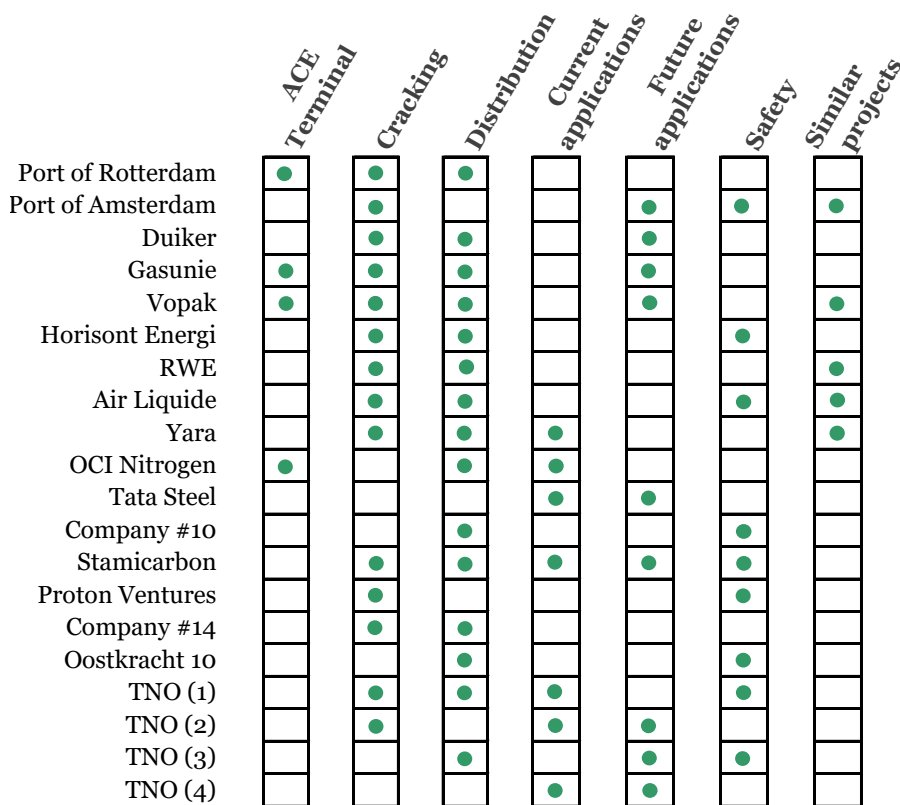 ACE
Terminal
Cracking
Distribution
Current
applications
Future
applications
Safety
Similar
projects
Port of Rotterdam
Port of Amsterdam
Duiker
Gasunie
Vopak
Horisont Energi
RWE
Air Liquide
Yara
OCI Nitrogen
Tata Steel
Company #10
Stamicarbon
Proton Ventures
Company #14
Oostkracht 10
TNO (1)
TNO (2)
TNO (3)
TNO (4)